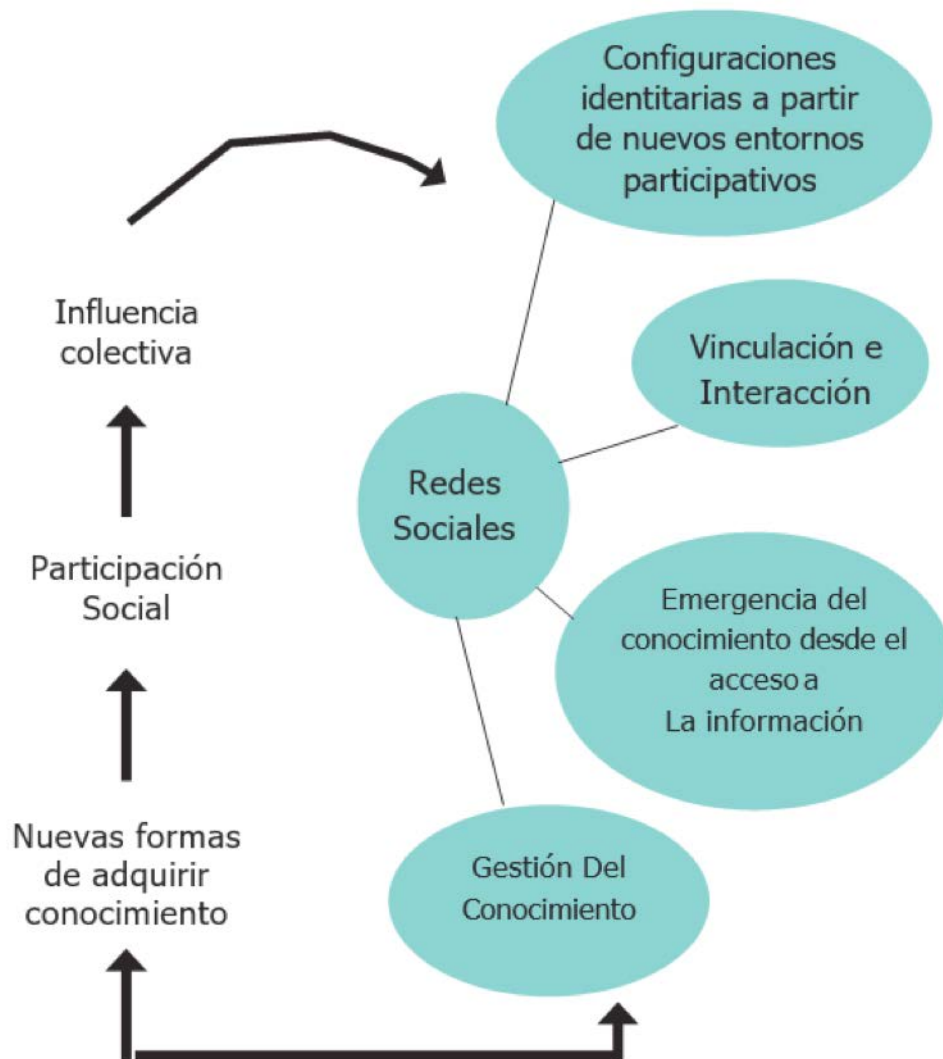 Configuraciones
identitarias a partir
de nuevos entornos
participativos
Influencia
colectiva
Vinculación e
Interacción
Redes
Sociales
Participación
Social
Emergencia del
conocimiento desde el
acceso a
La información
Nuevas formas
de adquirir
conocimiento
Gestión Del
Conocimiento